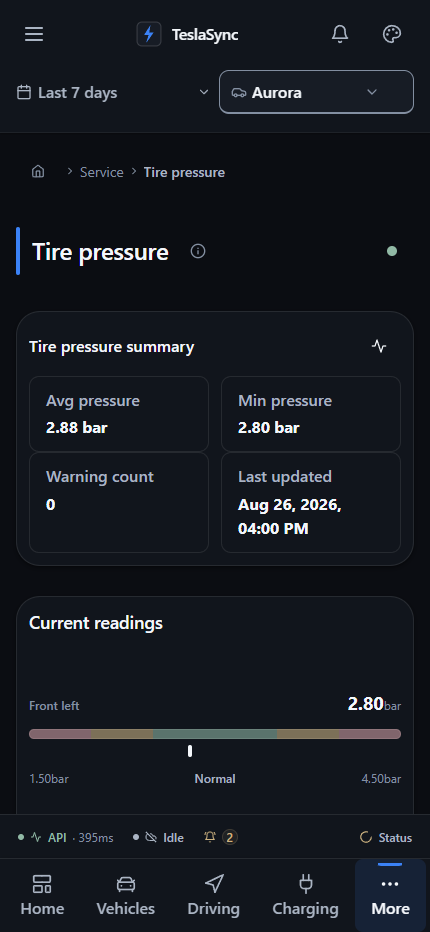 TeslaSync
Last 7 days
Aurora
Service
Tire pressure
Tire pressure
Tire pressure summary
Avg pressure
2.88 bar
Min pressure
2.80 bar
Warning count
0
Last updated
Aug 26, 2026,
04:00 PM
Current readings
Front left
2.80bar
1.50bar
Normal
4.50bar
API · 395ms
Idle
2
Status
Home
Vehicles
Driving
Charging
More